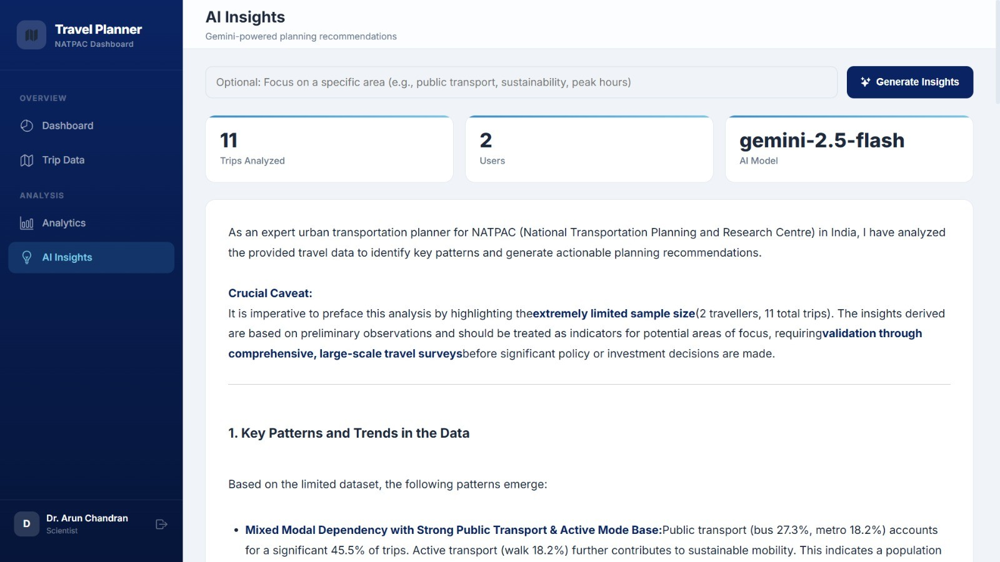 Travel Planner
NATPAC Dashboard
OVERVIEW
Dashboard
Trip Data
ANALYSIS
Analytics
AI Insights
D
Dr. Arun Chandran
Scientist
AI Insights
Gemini-powered planning recommendations
Optional: Focus on a specific area (e.g., public transport, sustainability, peak hours)
Generate Insights
11
Trips Analyzed
2
Users
gemini-2.5-flash
AI Model
As an expert urban transportation planner for NATPAC (National Transportation Planning and Research Centre) in India, I have analyzed
the provided travel data to identify key patterns and generate actionable planning recommendations.
Crucial Caveat:
It is imperative to preface this analysis by highlighting theextremely limited sample size(2 travellers, 11 total trips). The insights derived
are based on preliminary observations and should be treated as indicators for potential areas of focus, requiringvalidation through
comprehensive, large-scale travel surveysbefore significant policy or investment decisions are made.
1. Key Patterns and Trends in the Data
Based on the limited dataset, the following patterns emerge:
• Mixed Modal Dependency with Strong Public Transport & Active Mode Base:Public transport (bus 27.3%, metro 18.2%) accounts
for a significant 45.5% of trips. Active transport (walk 18.2%) further contributes to sustainable mobility. This indicates a population